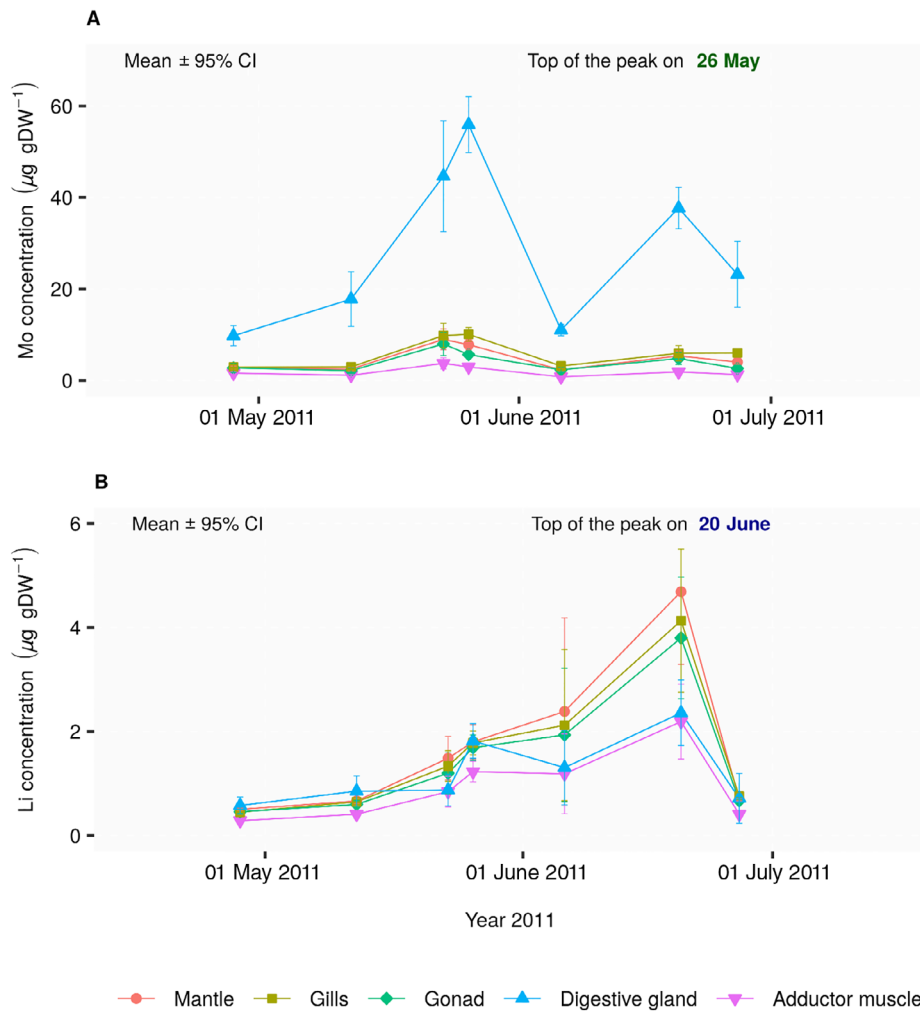 A
Mean ± 95% CI
Top of the peak on 26 May
Mo concentration (μg gDW⁻¹)
60
40
20
0
01 May 2011
01 June 2011
01 July 2011
B
Mean ± 95% CI
Top of the peak on 20 June
Li concentration (μg gDW⁻¹)
6
4
2
0
01 May 2011
01 June 2011
01 July 2011
Year 2011
Mantle Gills Gonad Digestive gland Adductor muscle